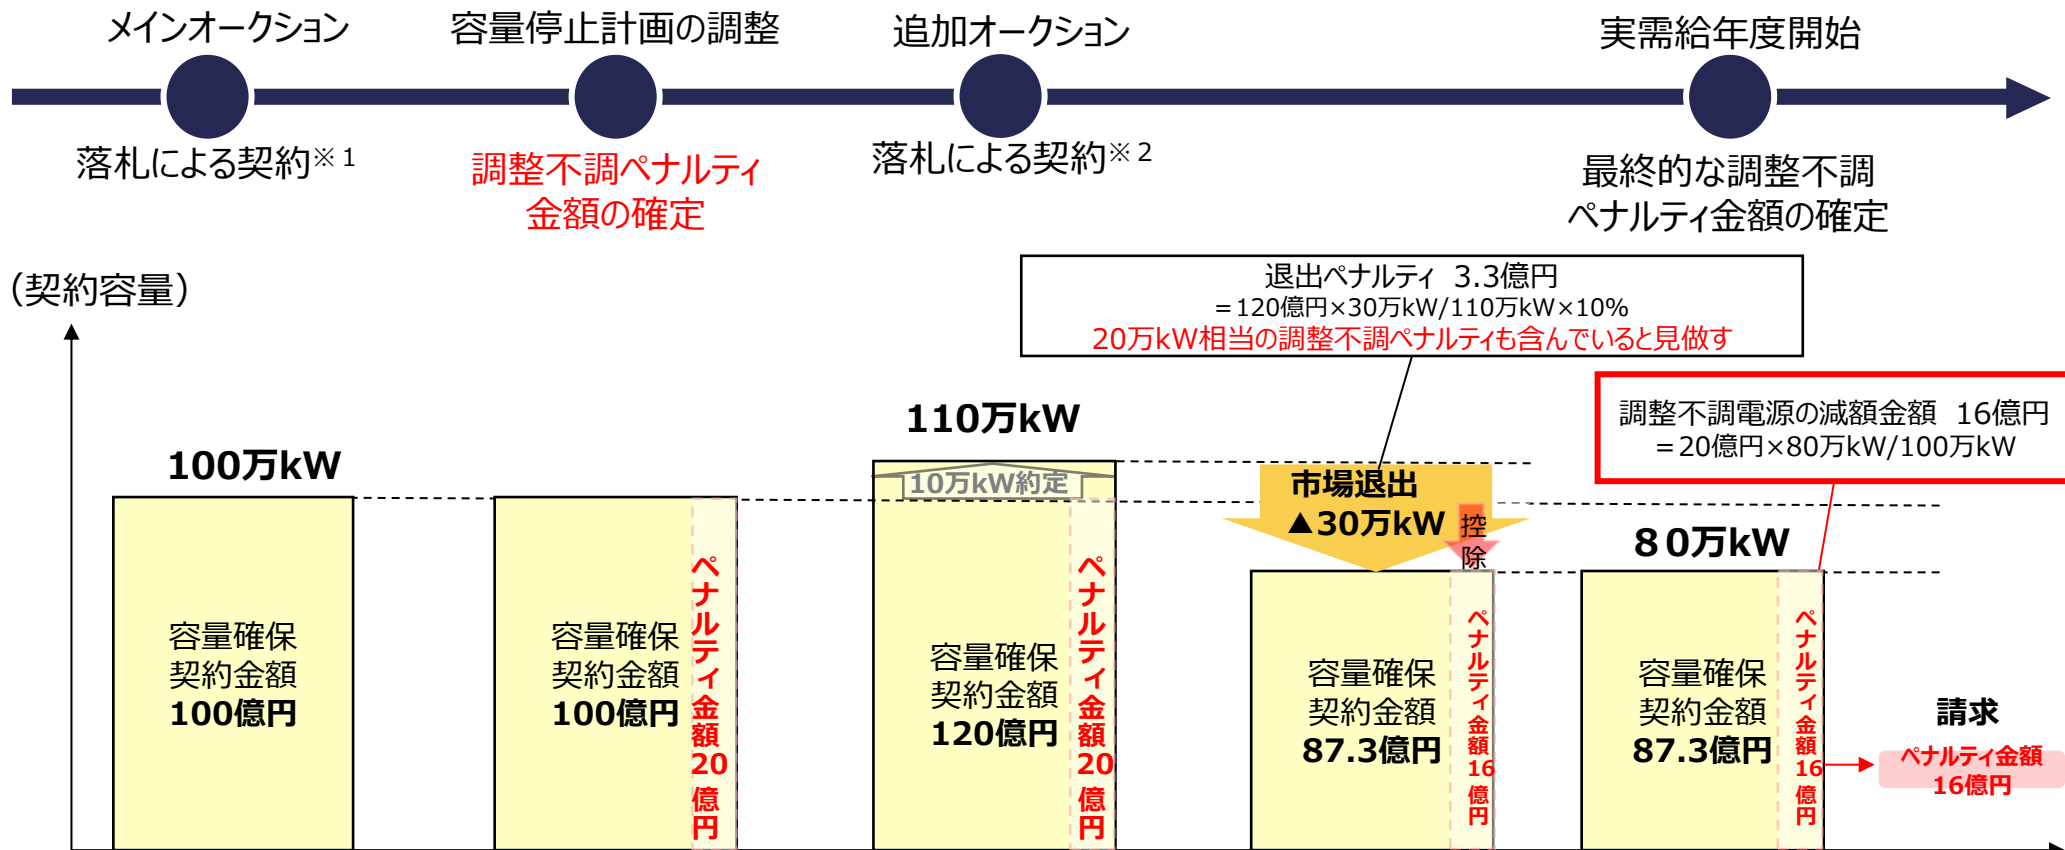 メインオークション
容量停止計画の調整
追加オークション
実需給年度開始
落札による契約※1
調整不調ペナルティ
金額の確定
落札による契約※2
最終的な調整不調
ペナルティ金額の確定
（契約容量）
退出ペナルティ 3.3億円
＝120億円×30万kW/110万kW×10%
20万kW相当の調整不調ペナルティも含んでいると見做す
調整不調電源の減額金額 16億円
＝20億円×80万kW/100万kW
100万kW
110万kW
10万kW約定
市場退出
▲30万kW
控除
８0万kW
容量確保
契約金額
100億円
容量確保
契約金額
100億円
ペナルティ金額20億円
容量確保
契約金額
120億円
ペナルティ金額20億円
容量確保
契約金額
87.3億円
ペナルティ金額16億円
容量確保
契約金額
87.3億円
ペナルティ金額16億円
請求
ペナルティ金額
16億円